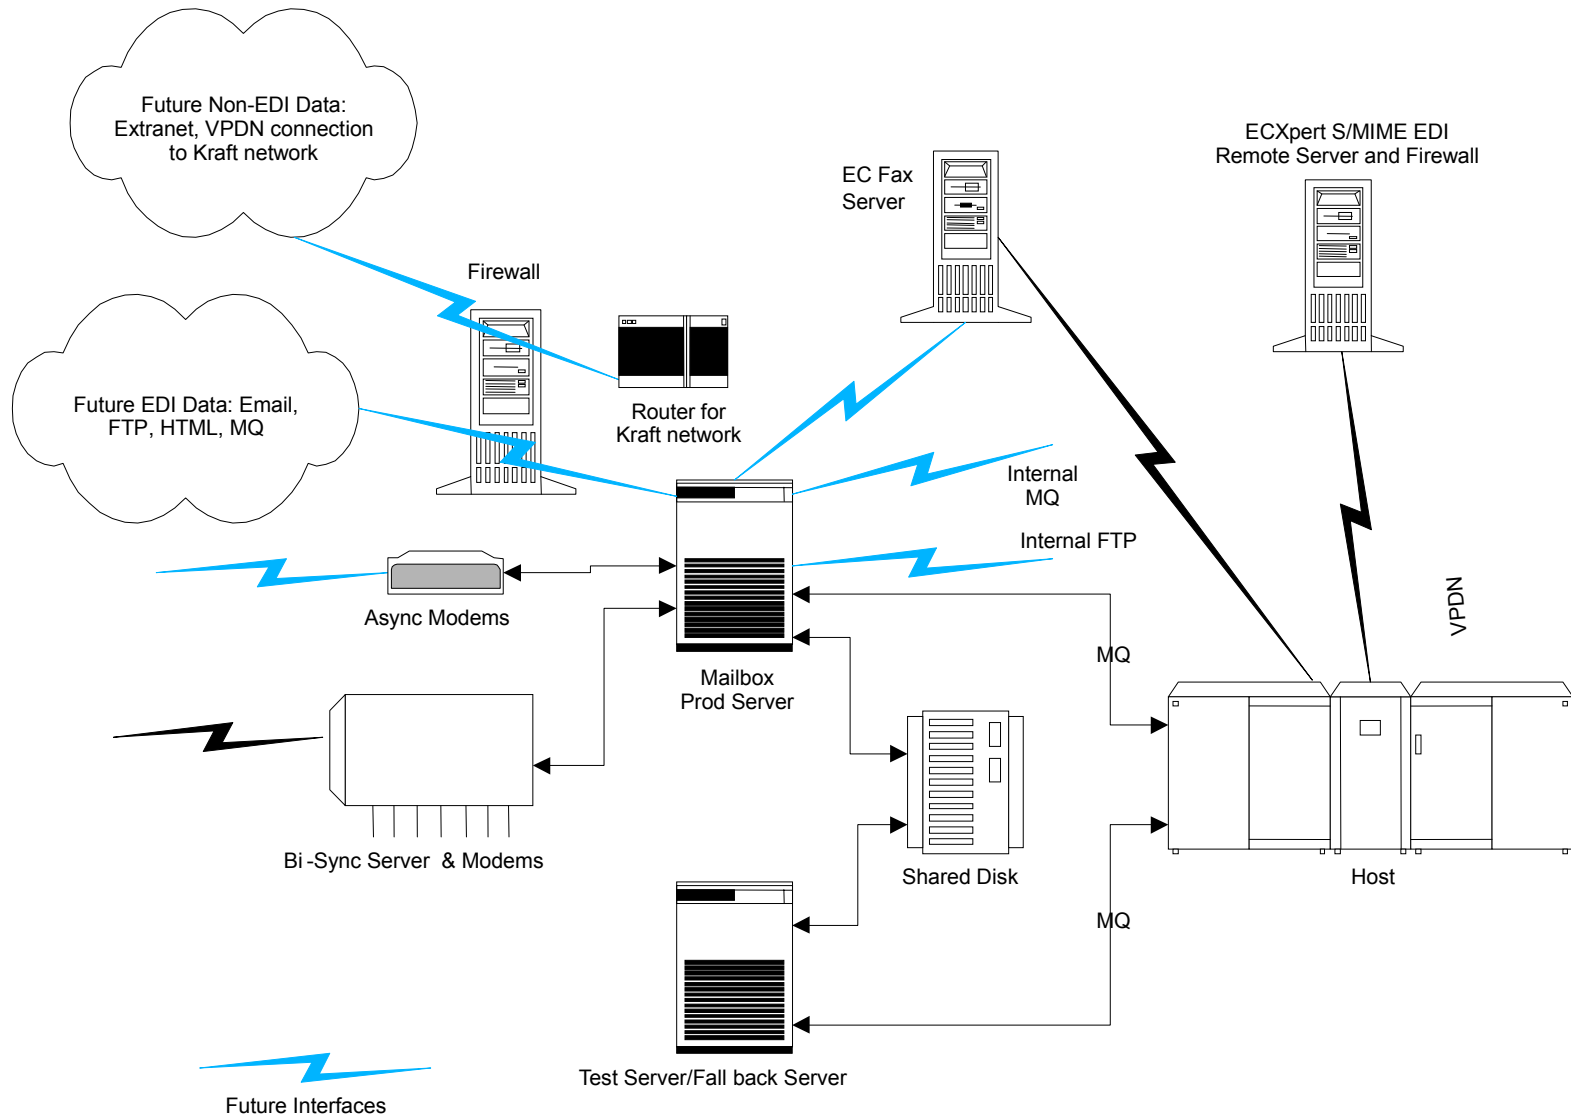 Future Non-EDI Data:
Extranet, VPDN connection
to Kraft network
ECXpert S/MIME EDI
Remote Server and Firewall
EC Fax
Server
Firewall
Future EDI Data: Email,
FTP, HTML, MQ
Router for
Kraft network
Internal
MQ
Internal FTP
Async Modems
VPDN
Mailbox
Prod Server
MQ
Bi -Sync Server & Modems
Shared Disk
Host
MQ
Test Server/Fall back Server
Future Interfaces